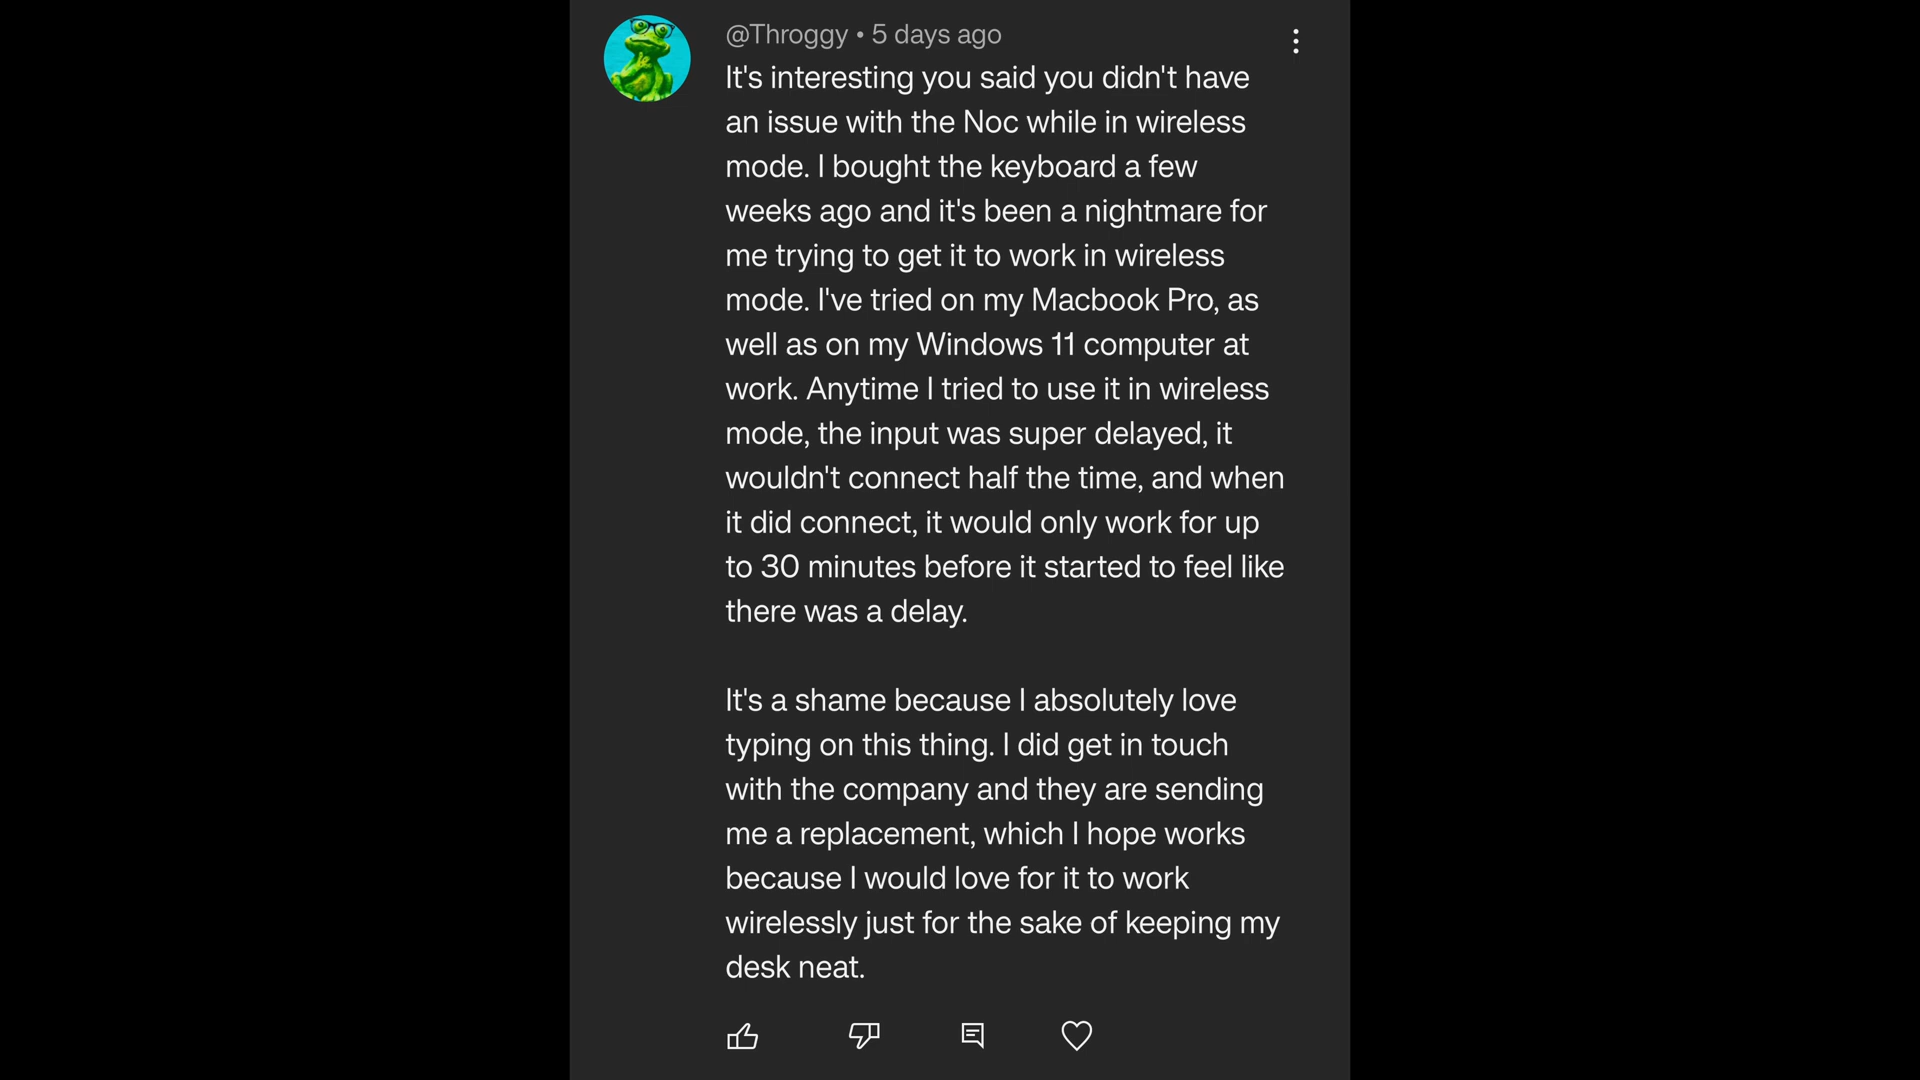 @Throggy • 5 days ago
It's interesting you said you didn't have
an issue with the Noc while in wireless
mode. I bought the keyboard a few
weeks ago and it's been a nightmare for
me trying to get it to work in wireless
mode. I've tried on my Macbook Pro, as
well as on my Windows 11 computer at
work. Anytime I tried to use it in wireless
mode, the input was super delayed, it
wouldn't connect half the time, and when
it did connect, it would only work for up
to 30 minutes before it started to feel like
there was a delay.
It's a shame because I absolutely love
typing on this thing. I did get in touch
with the company and they are sending
me a replacement, which I hope works
because I would love for it to work
wirelessly just for the sake of keeping my
desk neat.